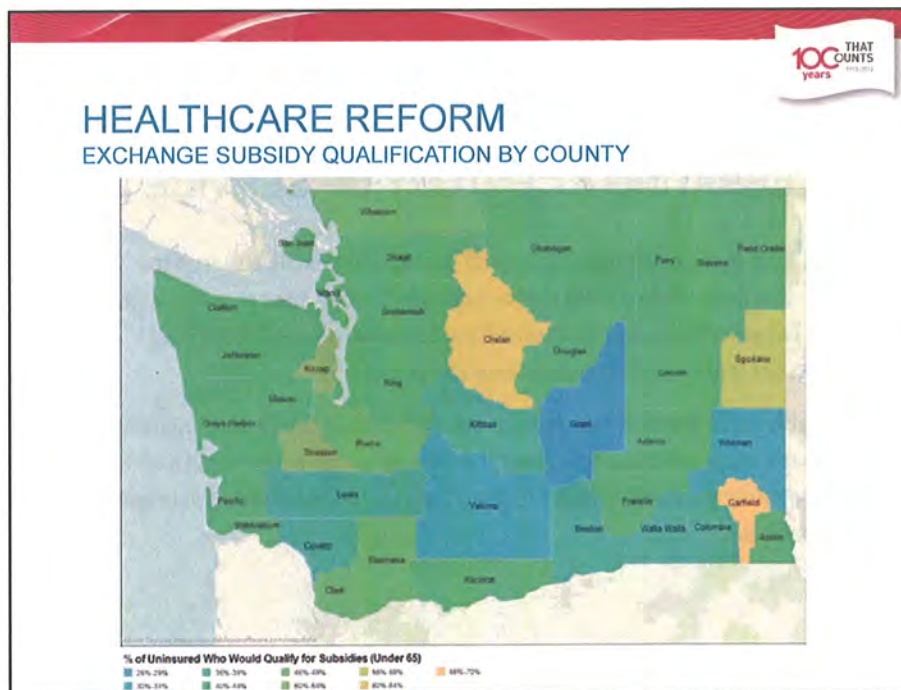 100 THAT
COUNTS
years
HEALTHCARE REFORM
EXCHANGE SUBSIDY QUALIFICATION BY COUNTY
Whatcom
San Juan
Skagit
Okanogan
Ferry
Stevens
Pend Oreille
Island
Clallam
Snohomish
Chelan
Douglas
Jefferson
Kitsap
King
Lincoln
Spokane
Mason
Grays Harbor
Kittitas
Grant
Adams
Whitman
Thurston
Pierce
Pacific
Lewis
Yakima
Franklin
Garfield
Wahkiakum
Cowlitz
Benton
Walla Walla
Columbia
Asotin
Skamania
Clark
Klickitat
% of Uninsured Who Would Qualify for Subsidies (Under 65)